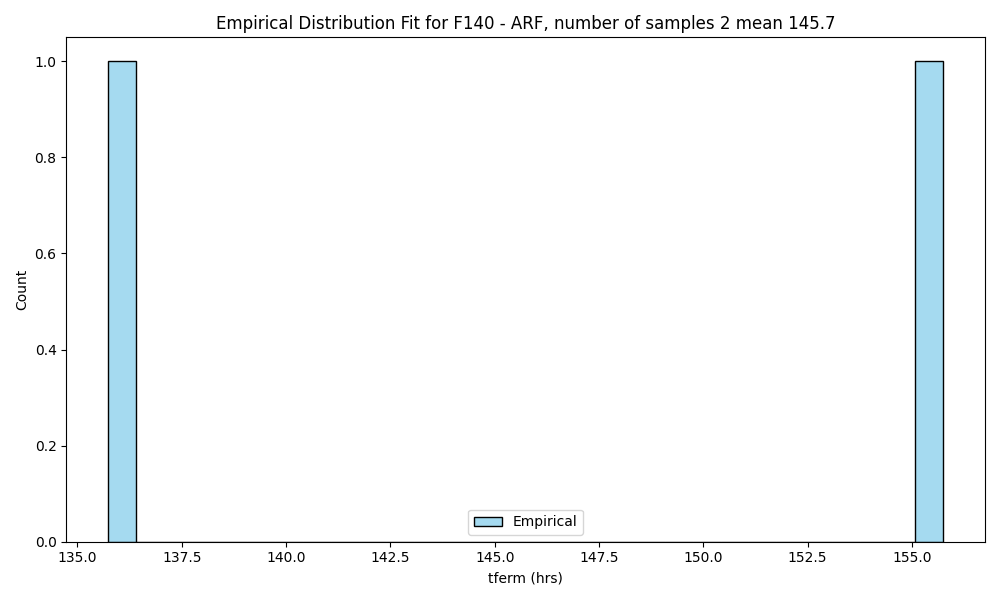 Empirical Distribution Fit for F140 - ARF, number of samples 2 mean 145.7
1.0
0.8
0.6
0.4
0.2
0.0
Count
Empirical
135.0 137.5 140.0 142.5 145.0 147.5 150.0 152.5 155.0
tferm (hrs)